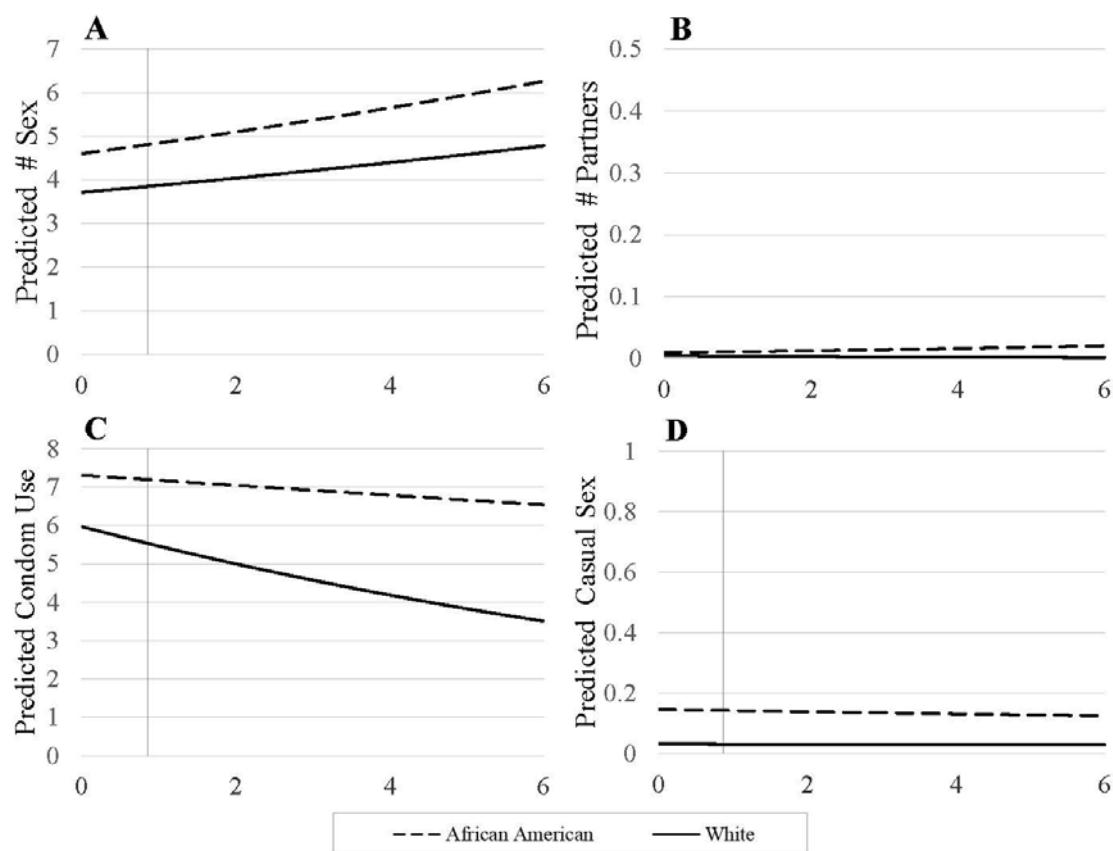 A
Predicted # Sex
7
6
5
4
3
2
1
0
0 2 4 6
B
Predicted # Partners
0.5
0.4
0.3
0.2
0.1
0
0 2 4 6
C
Predicted Condom Use
8
7
6
5
4
3
2
1
0
0 2 4 6
D
Predicted Casual Sex
1
0.8
0.6
0.4
0.2
0
0 2 4 6
African American White